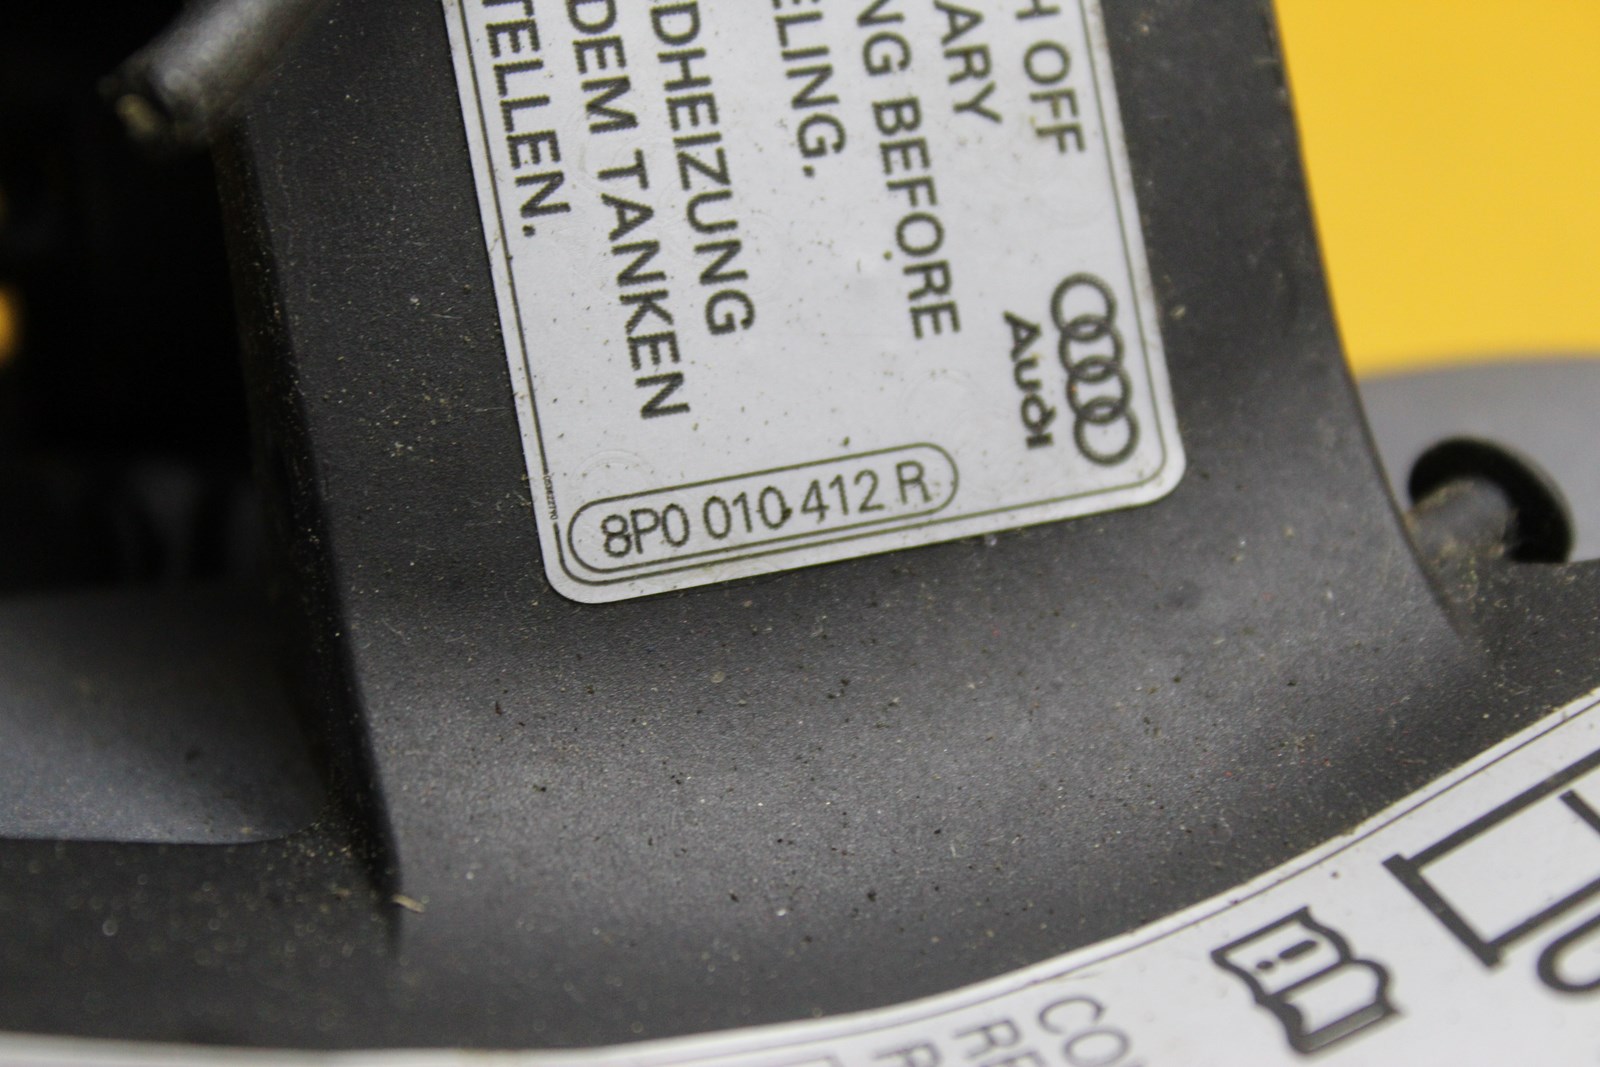 H OFF
ARY
NG BEFORE
ELING.
DHEIZUNG
DEM TANKEN
TELLEN.
Audi
8P0 010 412 R
CO
RE